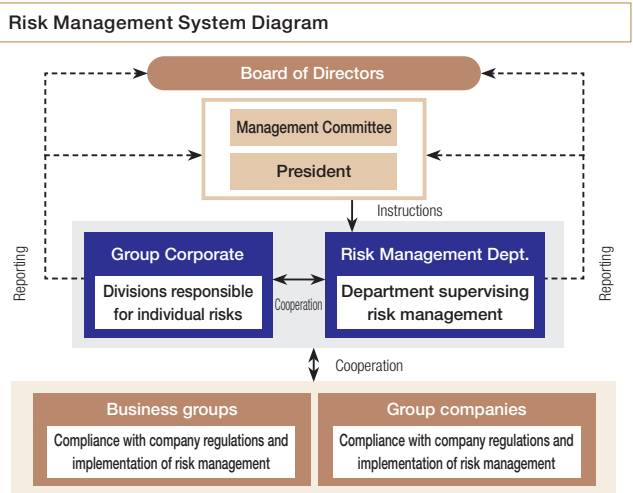 Risk Management System Diagram
Board of Directors
Management Committee
President
Instructions
Reporting
Reporting
Group Corporate
Divisions responsible
for individual risks
Cooperation
Risk Management Dept.
Department supervising
risk management
Cooperation
Business groups
Compliance with company regulations and
implementation of risk management
Group companies
Compliance with company regulations and
implementation of risk management